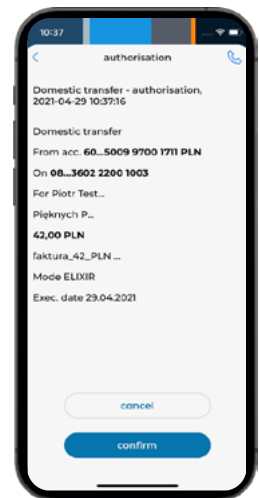 10:37
authorisation
Domestic transfer - authorisation,
2021-04-29 10:37:16
Domestic transfer
From acc. 60...5009 9700 1711 PLN
On 08...3602 2200 1003
For Piotr Test...
Pięknych P...
42,00 PLN
faktura_42_PLN ...
Mode ELIXIR
Exec. date 29.04.2021
cancel
confirm